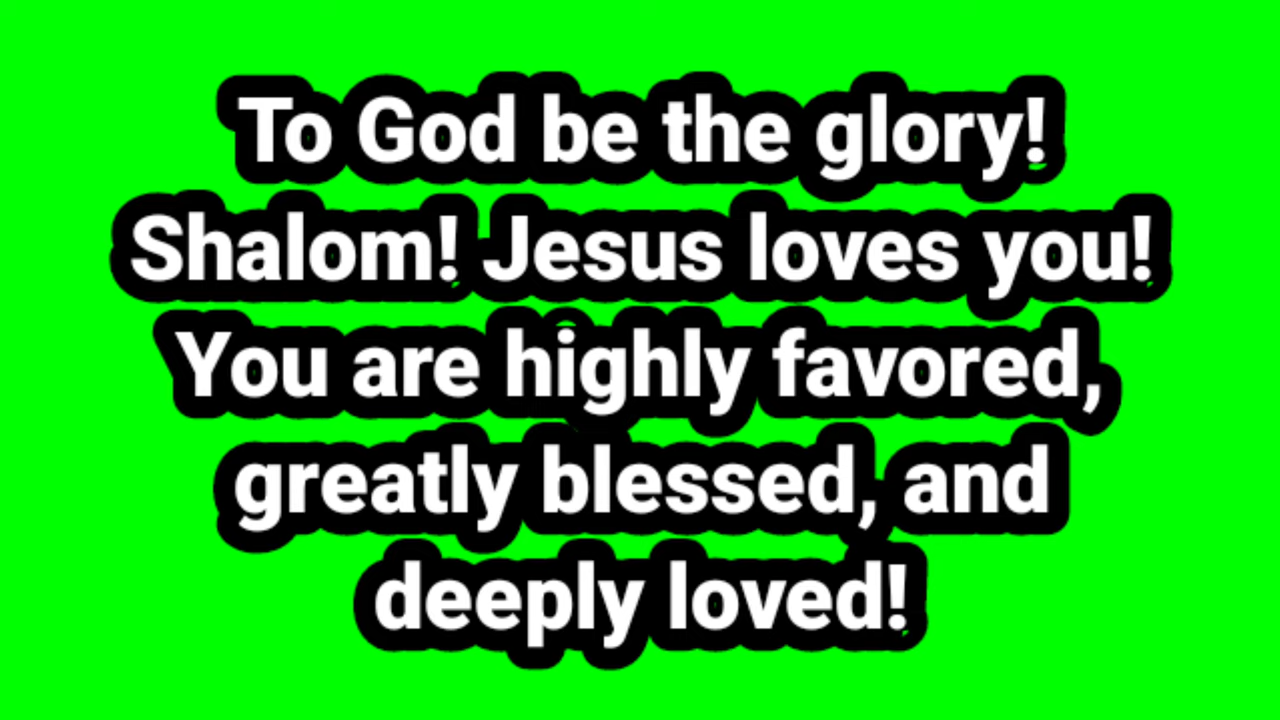 To God be the glory!
Shalom! Jesus loves you!
You are highly favored,
greatly blessed, and
deeply loved!